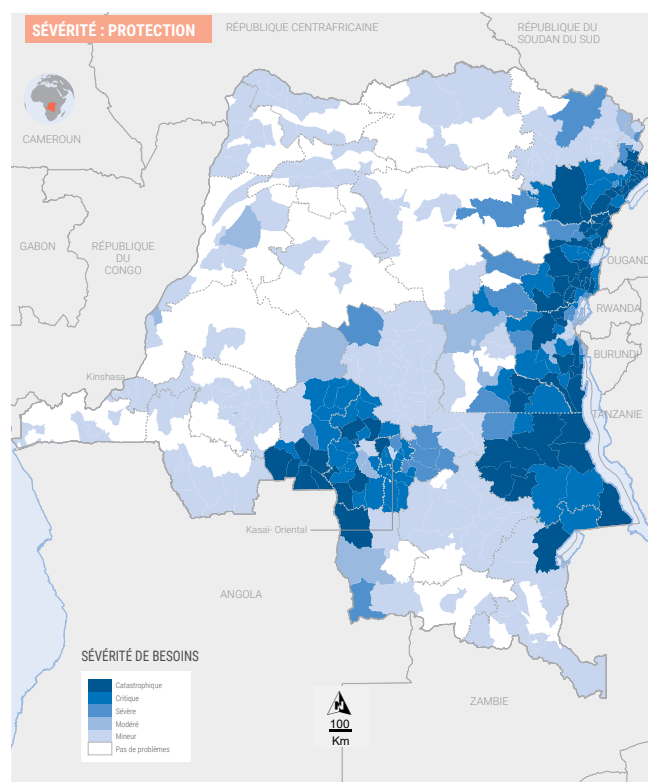 SÉVÉRITÉ : PROTECTION
RÉPUBLIQUE CENTRAFRICAINE
RÉPUBLIQUE DU
SOUDAN DU SUD
CAMEROUN
GABON
RÉPUBLIQUE
DU
CONGO
OUGAND
RWANDA
BURUNDI
Kinshasa
TANZANIE
Kasaï- Oriental
ANGOLA
ZAMBIE
SÉVÉRITÉ DE BESOINS
Catastrophique
Critique
Sévère
Modéré
Mineur
Pas de problèmes
N
100
Km